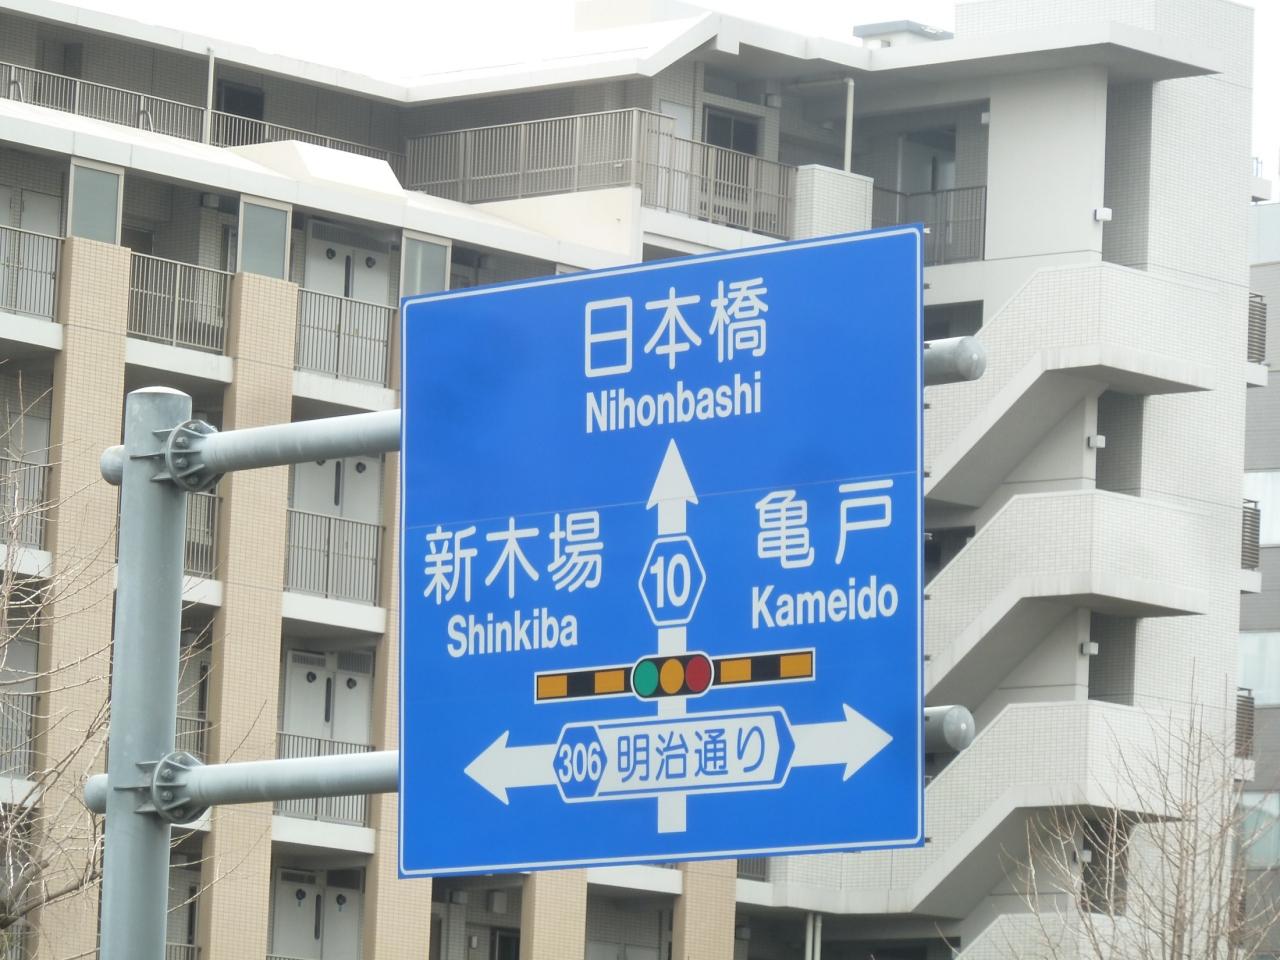 日本橋
Nihonbashi
新木場
Shinkiba
10
亀戸
Kameido
306 明治通り